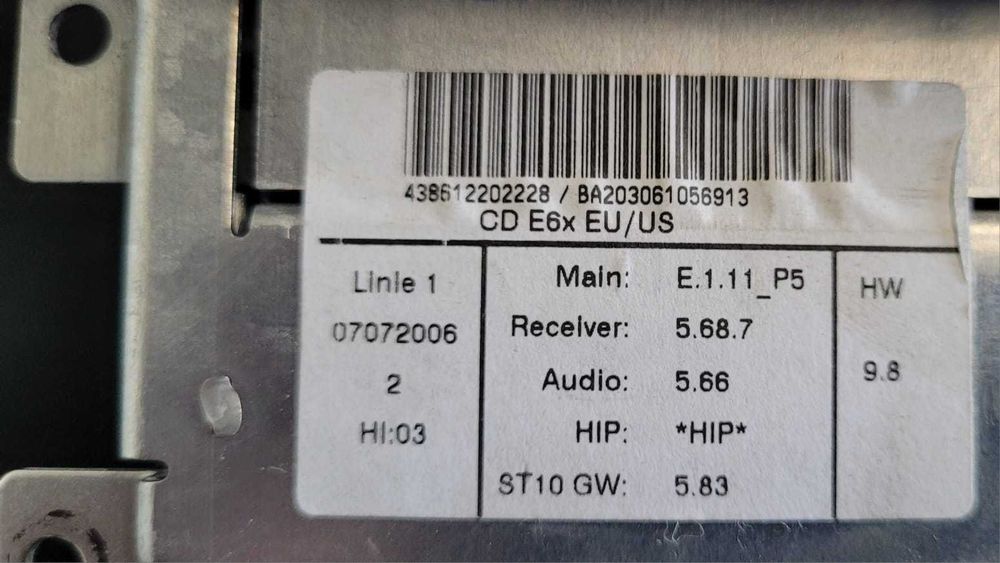 438612202228 / BA203061056913
CD E6x EU/US
Linie 1
07072006
2
HI:03
Main: E.1.11_P5
Receiver: 5.68.7
Audio: 5.66
HIP: *HIP*
ST10 GW: 5.83
HW
9.8